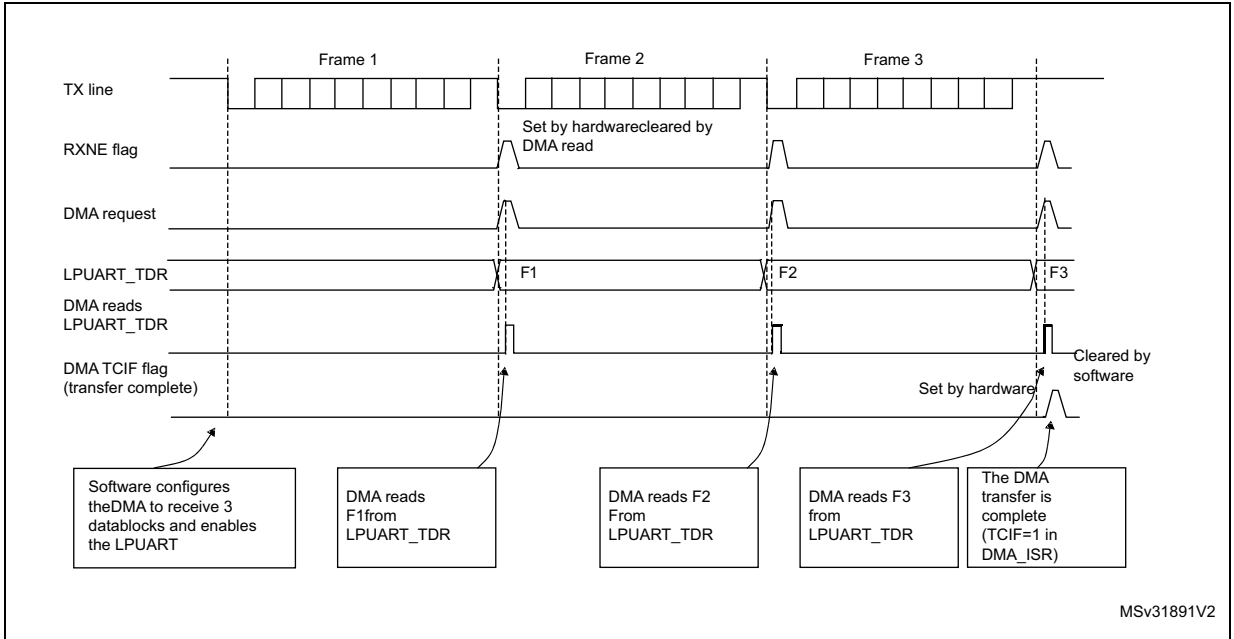 Frame 1
Frame 2
Frame 3
TX line
Set by hardwarecleared by
DMA read
RXNE flag
DMA request
LPUART_TDR
F1
F2
F3
DMA reads
LPUART_TDR
DMA TCIF flag
(transfer complete)
Set by hardware
Cleared by
software
Software configures
theDMA to receive 3
datablocks and enables
the LPUART
DMA reads
F1from
LPUART_TDR
DMA reads F2
From
LPUART_TDR
DMA reads F3
from
LPUART_TDR
The DMA
transfer is
complete
(TCIF=1 in
DMA_ISR)
MSv31891V2